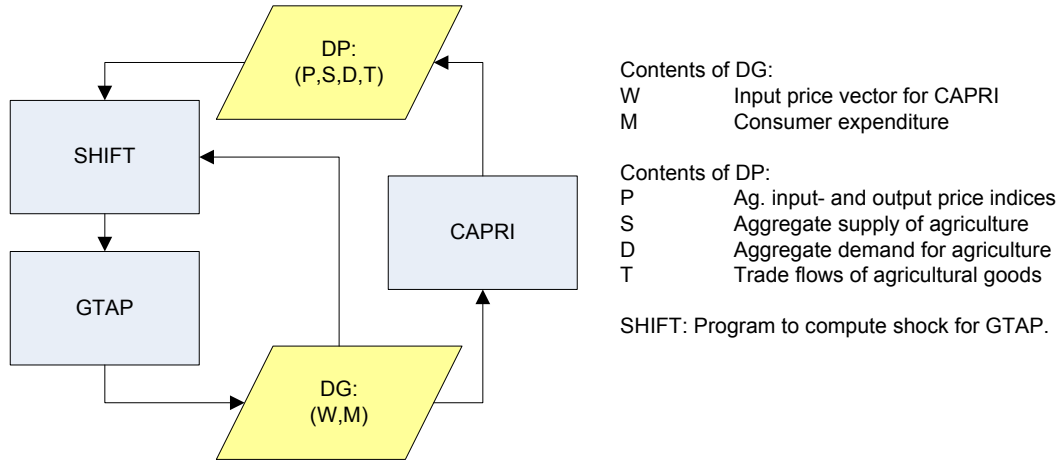 DP:
(P,S,D,T)
SHIFT
GTAP
CAPRI
DG:
(W,M)
Contents of DG:
W Input price vector for CAPRI
M Consumer expenditure
Contents of DP:
P Ag. input- and output price indices
S Aggregate supply of agriculture
D Aggregate demand for agriculture
T Trade flows of agricultural goods
SHIFT: Program to compute shock for GTAP.